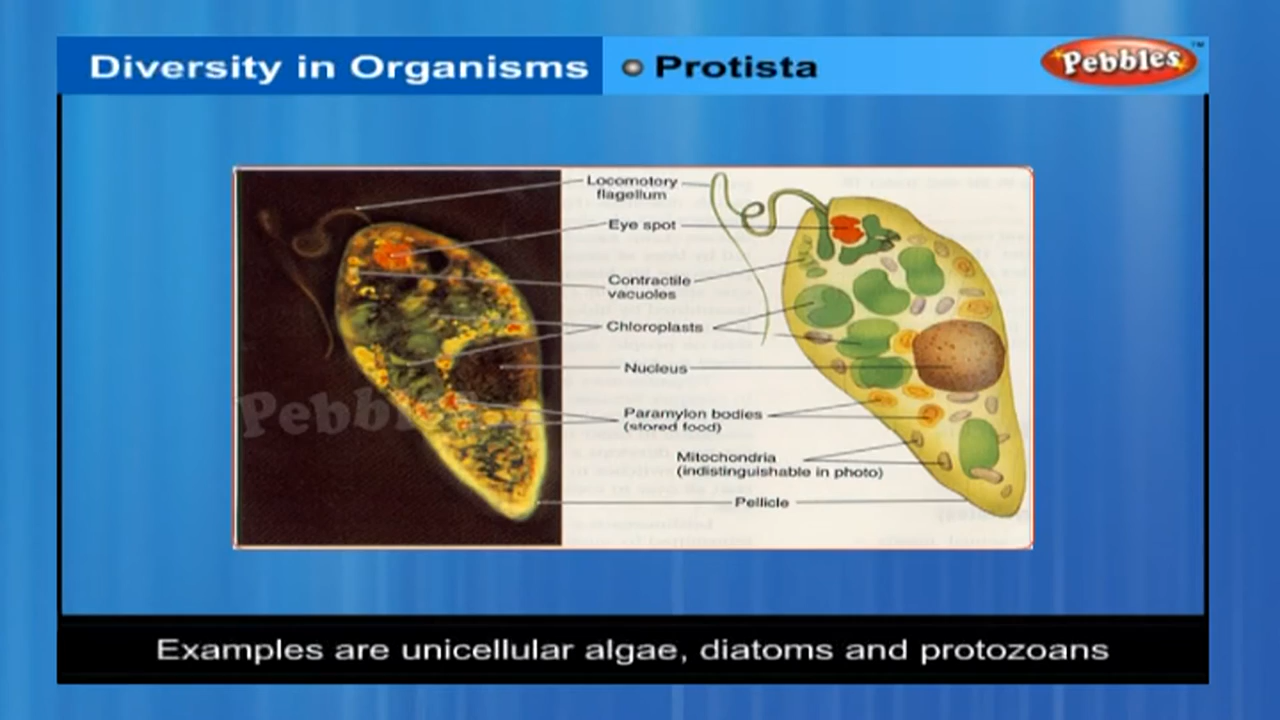 Diversity in Organisms
Protista
Pebbles™
Locomotory
flagellum
Eye spot
Contractile
vacuoles
Chloroplasts
Nucleus
Paramylon bodies
(stored food)
Mitochondria
(indistinguishable in photo)
Pellicle
Pebbles
Examples are unicellular algae, diatoms and protozoans